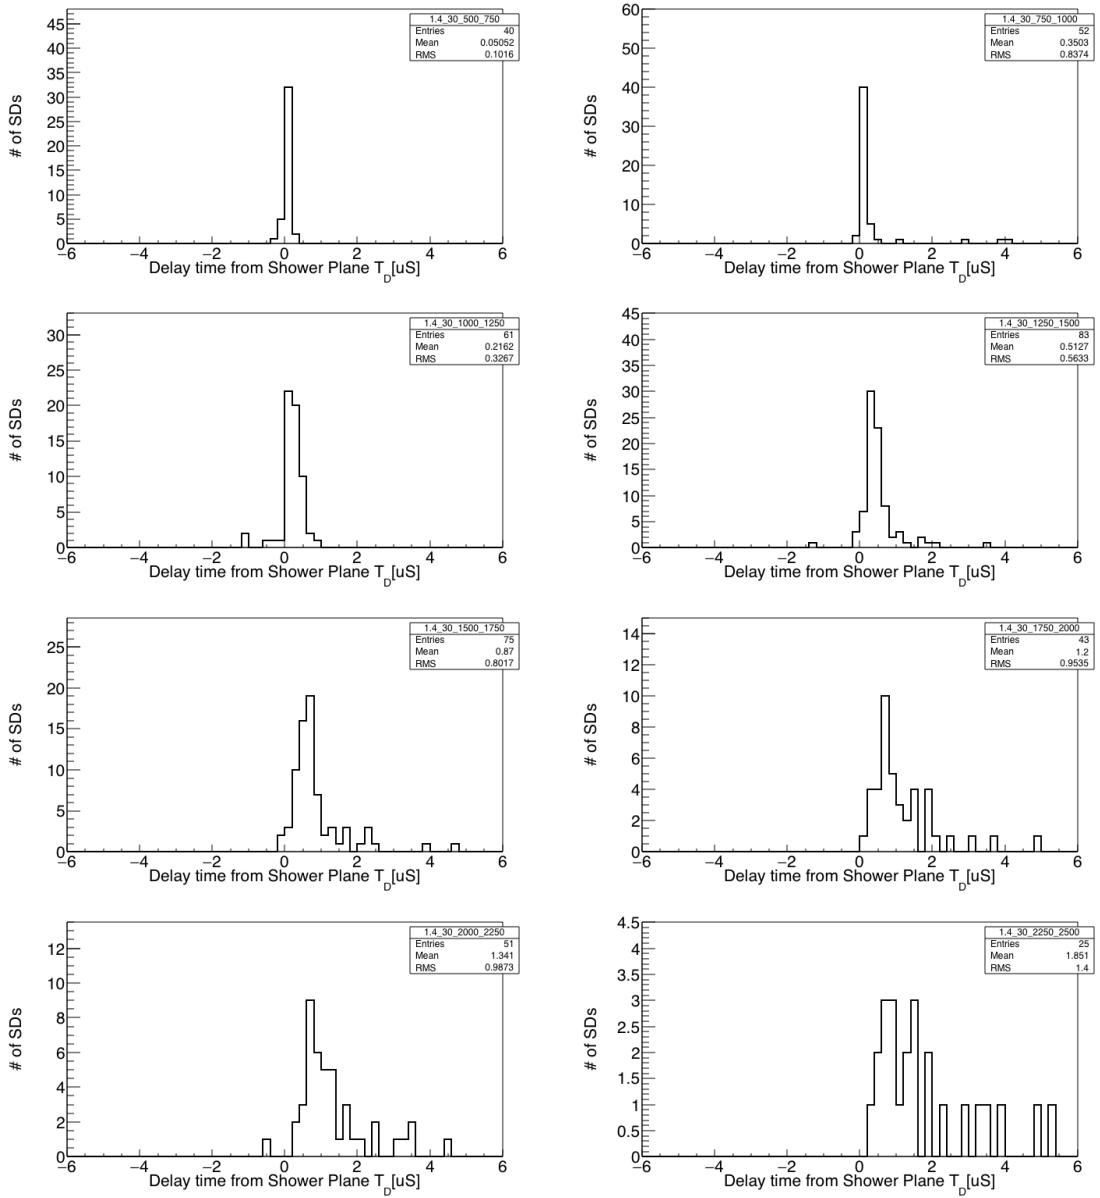 1.4_30_500_750
Entries 40
Mean 0.05052
RMS 0.1016
45
40
35
30
25
20
15
10
5
0
−6 −4 −2 0 2 4 6
# of SDs
Delay time from Shower Plane T_D[uS]
1.4_30_750_1000
Entries 52
Mean 0.3503
RMS 0.8374
60
50
40
30
20
10
0
−6 −4 −2 0 2 4 6
# of SDs
Delay time from Shower Plane T_D[uS]
1.4_30_1000_1250
Entries 61
Mean 0.2162
RMS 0.3267
30
25
20
15
10
5
0
−6 −4 −2 0 2 4 6
# of SDs
Delay time from Shower Plane T_D[uS]
1.4_30_1250_1500
Entries 83
Mean 0.5127
RMS 0.5633
45
40
35
30
25
20
15
10
5
0
−6 −4 −2 0 2 4 6
# of SDs
Delay time from Shower Plane T_D[uS]
1.4_30_1500_1750
Entries 75
Mean 0.87
RMS 0.8017
25
20
15
10
5
0
−6 −4 −2 0 2 4 6
# of SDs
Delay time from Shower Plane T_D[uS]
1.4_30_1750_2000
Entries 43
Mean 1.2
RMS 0.9535
14
12
10
8
6
4
2
0
−6 −4 −2 0 2 4 6
# of SDs
Delay time from Shower Plane T_D[uS]
1.4_30_2000_2250
Entries 51
Mean 1.341
RMS 0.9873
12
10
8
6
4
2
0
−6 −4 −2 0 2 4 6
# of SDs
Delay time from Shower Plane T_D[uS]
1.4_30_2250_2500
Entries 25
Mean 1.851
RMS 1.4
4.5
4
3.5
3
2.5
2
1.5
1
0.5
0
−6 −4 −2 0 2 4 6
# of SDs
Delay time from Shower Plane T_D[uS]